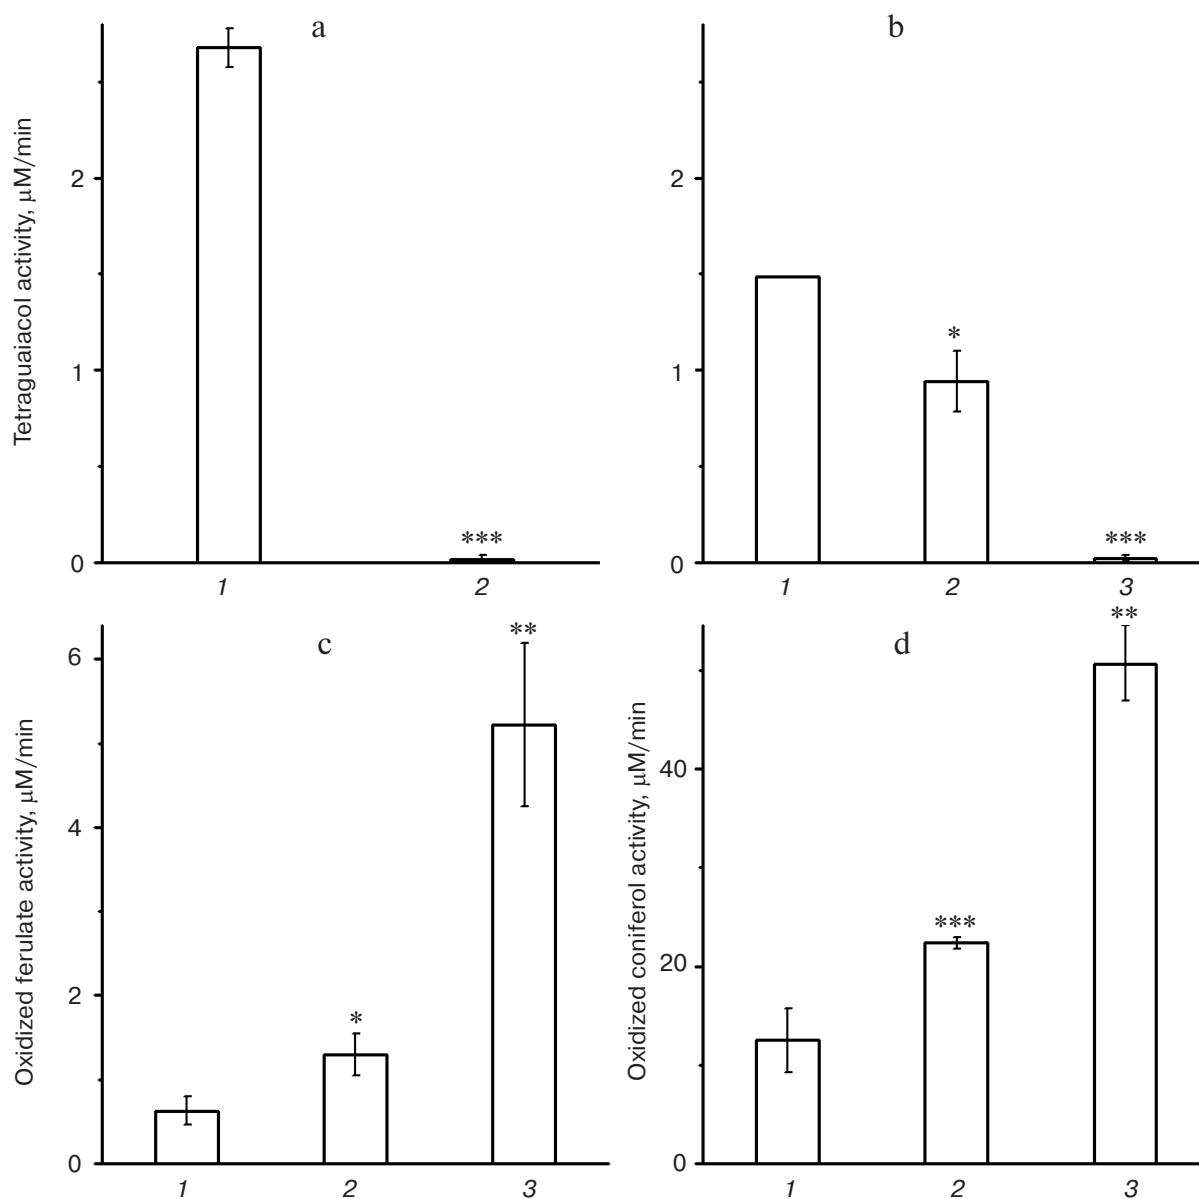 a
Tetraguaiacol activity, μM/min
2
1
0
***
1 2
b
2
1
0
*
***
1 2 3
c
Oxidized ferulate activity, μM/min
6
4
2
0
*
**
1 2 3
d
Oxidized coniferol activity, μM/min
40
20
0
***
**
1 2 3